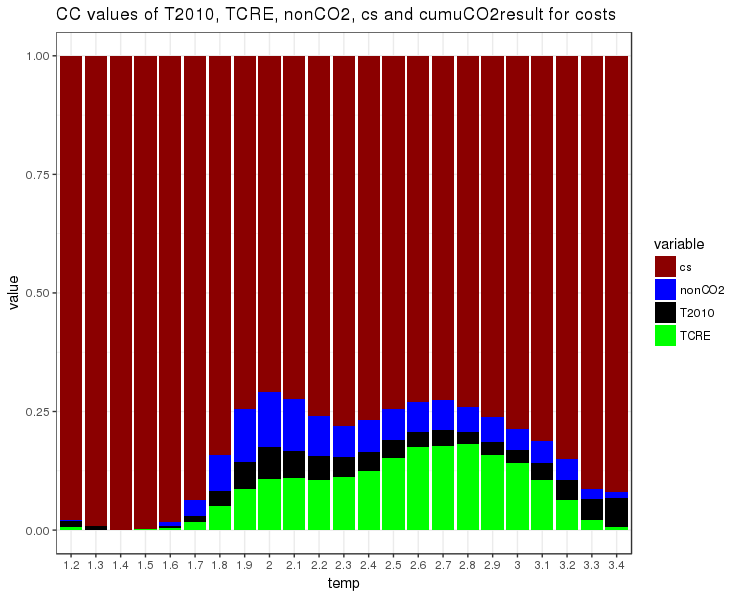 CC values of T2010, TCRE, nonCO2, cs and cumuCO2result for costs
1.00
0.75
0.50
0.25
0.00
value
1.2 1.3 1.4 1.5 1.6 1.7 1.8 1.9 2 2.1 2.2 2.3 2.4 2.5 2.6 2.7 2.8 2.9 3 3.1 3.2 3.3 3.4
temp
variable
cs
nonCO2
T2010
TCRE